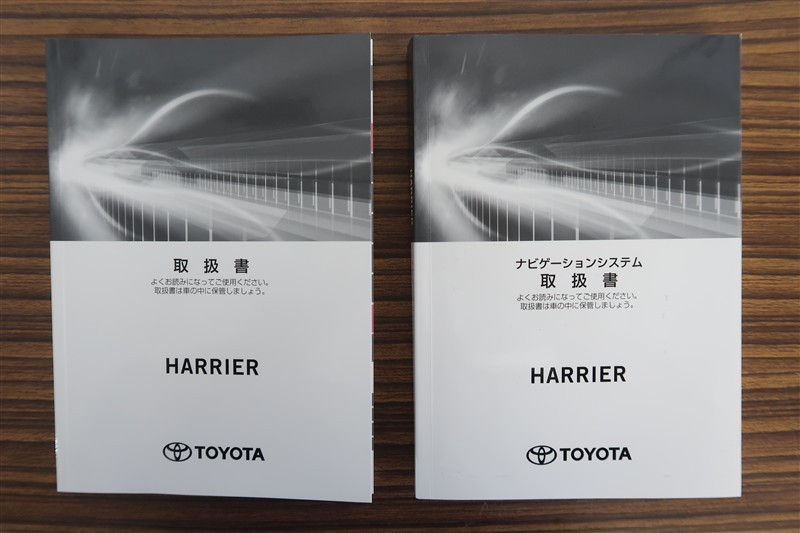 取扱書
よくお読みになってご使用ください。
取扱書は車の中に保管しましょう。
HARRIER
TOYOTA
ナビゲーションシステム
取扱書
よくお読みになってご使用ください。
取扱書は車の中に保管しましょう。
HARRIER
TOYOTA